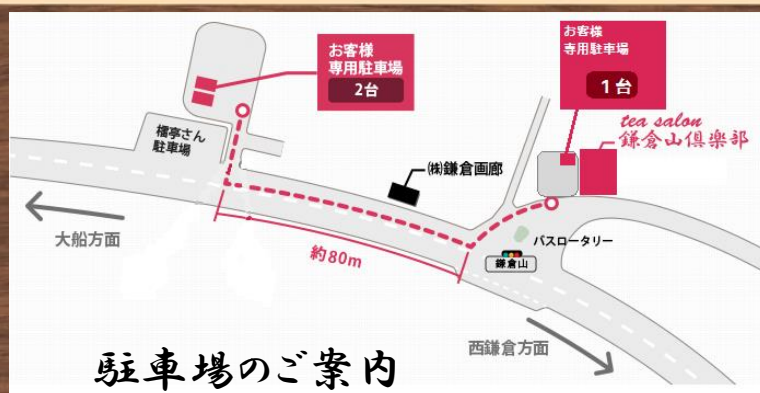 お客様
専用駐車場
2台
お客様
専用駐車場
1台
tea salon
鎌倉山倶楽部
檑亭さん
駐車場
㈱鎌倉画廊
大船方面
約80m
バスロータリー
鎌倉山
西鎌倉方面
駐車場のご案内